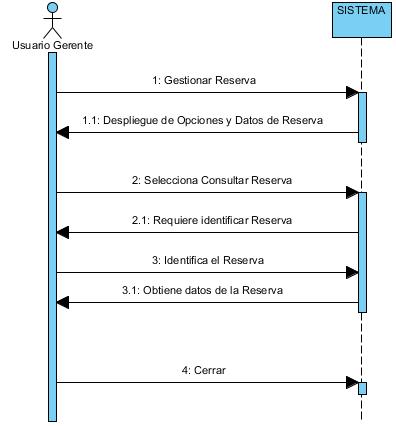 SISTEMA
Usuario Gerente
1: Gestionar Reserva
1.1: Despliegue de Opciones y Datos de Reserva
2: Selecciona Consultar Reserva
2.1: Requiere identificar Reserva
3: Identifica el Reserva
3.1: Obtiene datos de la Reserva
4: Cerrar